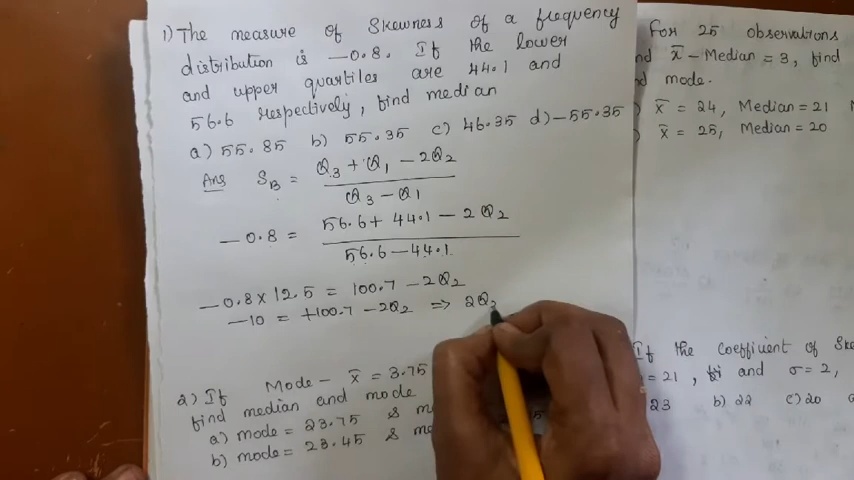 1) The measure of Skewness of a frequency
distribution is -0.8. If the lower
and upper quartiles are 44.1 and
56.6 respectively, find median
a) 55.85 b) 55.35 c) 46.35 d) -55.35
Ans S_B = (Q_3 + Q_1 - 2Q_2) / (Q_3 - Q_1)
-0.8 = (56.6 + 44.1 - 2Q_2) / (56.6 - 44.1)
-0.8 x 12.5 = 100.7 - 2Q_2
-10 = +100.7 - 2Q_2 => 2Q_2
2) If Mode - x̄ = 3.75
find median and mode
a) mode = 23.75 &
b) mode = 23.45 &
For 25 observations
x̄ - Median = 3, find
mode.
x̄ = 24, Median = 21
x̄ = 25, Median = 20
If the Coefficient of
= 21, and σ = 2,
23 b) 22 c) 20